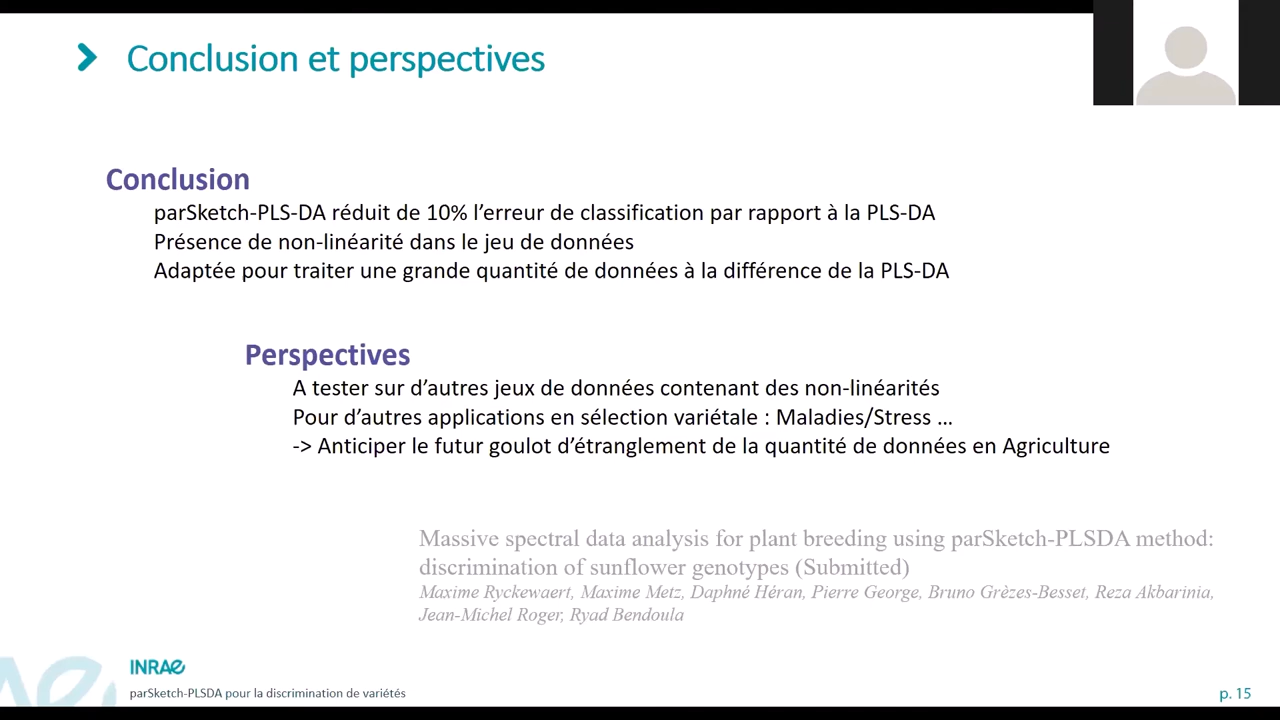 Conclusion et perspectives
Conclusion
parSketch-PLS-DA réduit de 10% l’erreur de classification par rapport à la PLS-DA
Présence de non-linéarité dans le jeu de données
Adaptée pour traiter une grande quantité de données à la différence de la PLS-DA
Perspectives
A tester sur d’autres jeux de données contenant des non-linéarités
Pour d’autres applications en sélection variétale : Maladies/Stress …
-> Anticiper le futur goulot d’étranglement de la quantité de données en Agriculture
Massive spectral data analysis for plant breeding using parSketch-PLSDA method:
discrimination of sunflower genotypes (Submitted)
Maxime Ryckewaert, Maxime Metz, Daphné Héran, Pierre George, Bruno Grèzes-Besset, Reza Akbarinia,
Jean-Michel Roger, Ryad Bendoula
INRAE
parSketch-PLSDA pour la discrimination de variétés
p. 15